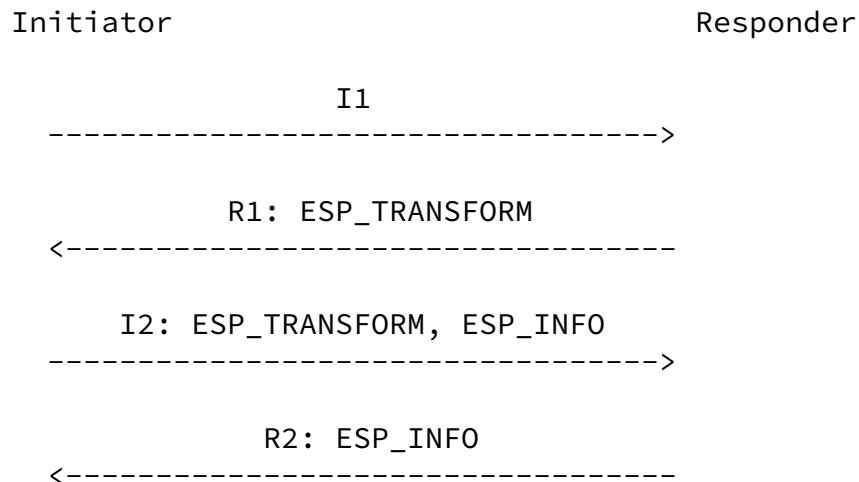 Initiator Responder
I1
---------------------------------->
R1: ESP_TRANSFORM
<----------------------------------
I2: ESP_TRANSFORM, ESP_INFO
---------------------------------->
R2: ESP_INFO
<----------------------------------